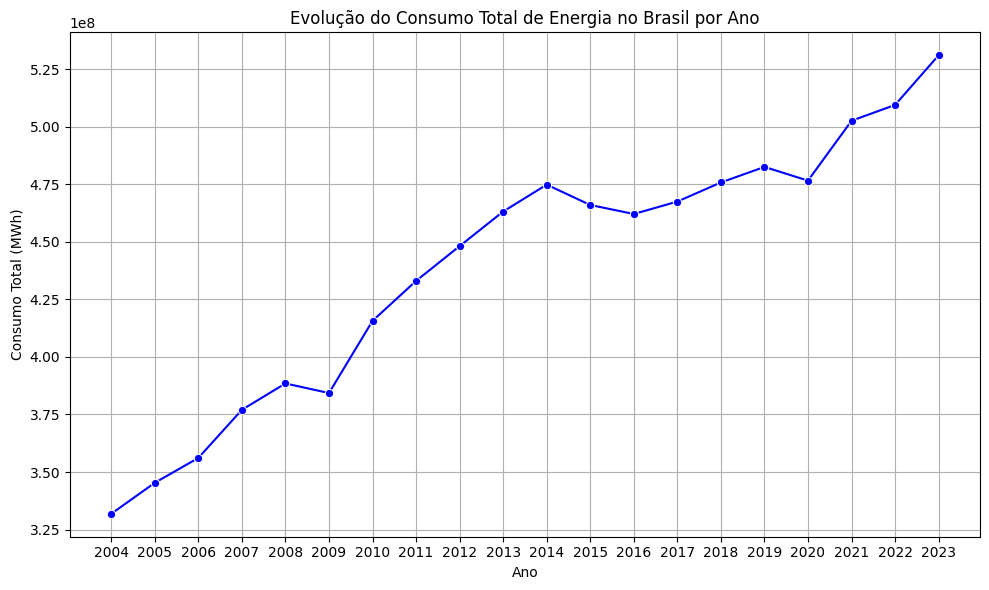 Evolução do Consumo Total de Energia no Brasil por Ano
1e8
5.25
5.00
4.75
4.50
4.25
4.00
3.75
3.50
3.25
Consumo Total (MWh)
2004 2005 2006 2007 2008 2009 2010 2011 2012 2013 2014 2015 2016 2017 2018 2019 2020 2021 2022 2023
Ano